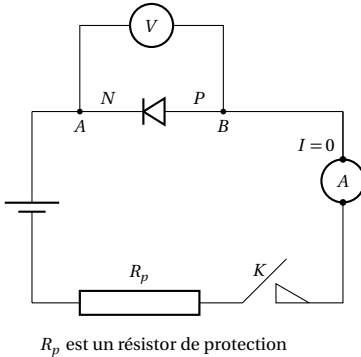 V
N P
A B
I = 0
A
R_p K
R_p est un résistor de protection